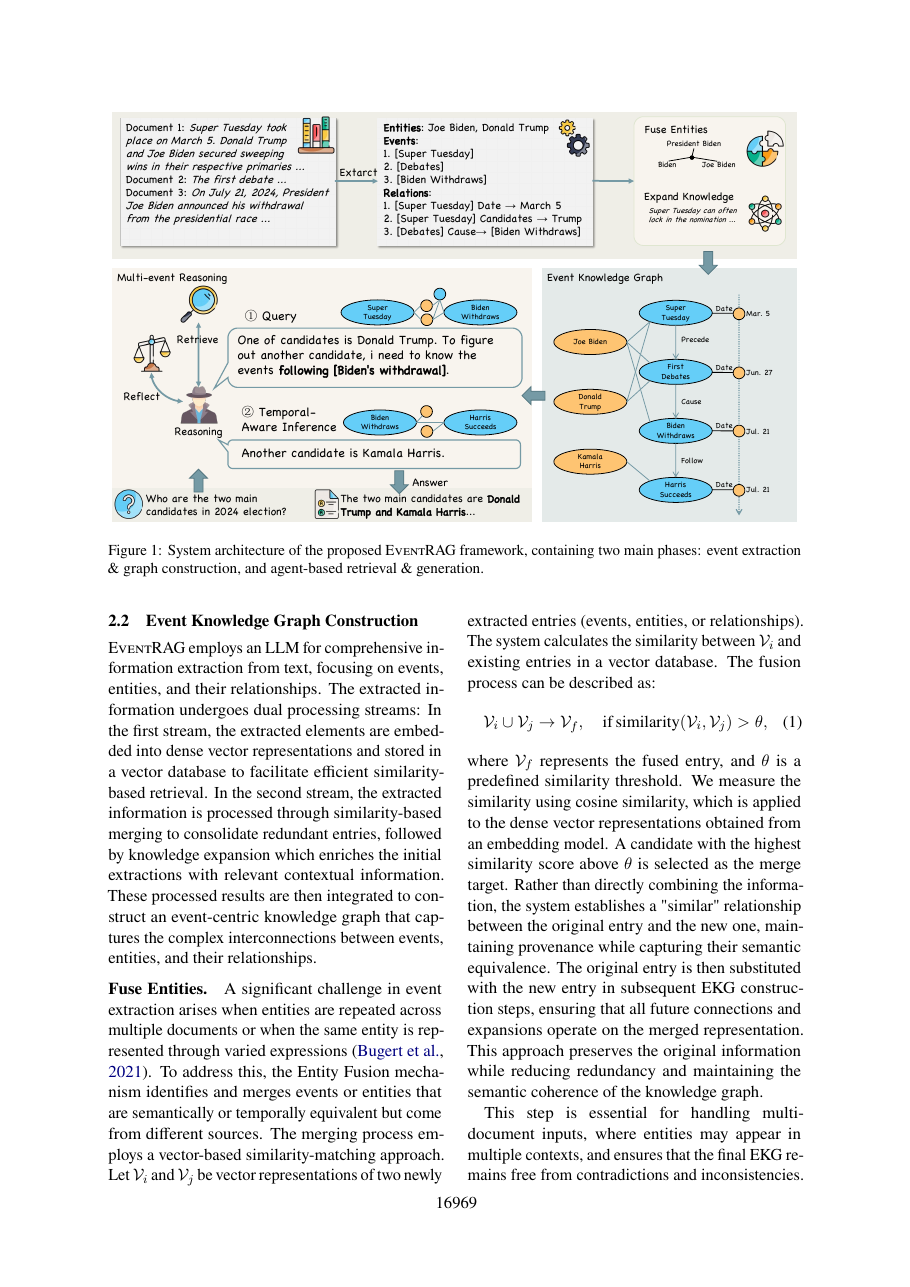 Document 1: Super Tuesday took
place on March 5. Donald Trump
and Joe Biden secured sweeping
wins in their respective primaries ...
Document 2: The first debate ...
Document 3: On July 21, 2024, President
Joe Biden announced his withdrawal
from the presidential race ...
Extarct
Entities: Joe Biden, Donald Trump
Events:
1. [Super Tuesday]
2. [Debates]
3. [Biden Withdraws]
Relations:
1. [Super Tuesday] Date → March 5
2. [Super Tuesday] Candidates → Trump
3. [Debates] Cause→ [Biden Withdraws]
Fuse Entities
President Biden
Biden Joe Biden
Expand Knowledge
Super Tuesday can often
lock in the nomination ...
Multi-event Reasoning
Retrieve
Reflect
Reasoning
① Query
Super
Tuesday
Biden
Withdraws
One of candidates is Donald Trump. To figure
out another candidate, i need to know the
events following [Biden's withdrawal].
② Temporal-
Aware Inference
Biden
Withdraws
Harris
Succeeds
Another candidate is Kamala Harris.
Answer
?
Who are the two main
candidates in 2024 election?
The two main candidates are Donald
Trump and Kamala Harris...
Event Knowledge Graph
Super
Tuesday
Date
Mar. 5
Joe Biden
Precede
First
Debates
Date
Jun. 27
Donald
Trump
Cause
Biden
Withdraws
Date
Jul. 21
Kamala
Harris
Follow
Harris
Succeeds
Date
Jul. 21
Figure 1: System architecture of the proposed EVENTRAG framework, containing two main phases: event extraction
& graph construction, and agent-based retrieval & generation.
2.2 Event Knowledge Graph Construction
EVENTRAG employs an LLM for comprehensive in-
formation extraction from text, focusing on events,
entities, and their relationships. The extracted in-
formation undergoes dual processing streams: In
the first stream, the extracted elements are embed-
ded into dense vector representations and stored in
a vector database to facilitate efficient similarity-
based retrieval. In the second stream, the extracted
information is processed through similarity-based
merging to consolidate redundant entries, followed
by knowledge expansion which enriches the initial
extractions with relevant contextual information.
These processed results are then integrated to con-
struct an event-centric knowledge graph that cap-
tures the complex interconnections between events,
entities, and their relationships.
Fuse Entities. A significant challenge in event
extraction arises when entities are repeated across
multiple documents or when the same entity is rep-
resented through varied expressions (Bugert et al.,
2021). To address this, the Entity Fusion mecha-
nism identifies and merges events or entities that
are semantically or temporally equivalent but come
from different sources. The merging process em-
ploys a vector-based similarity-matching approach.
Let 𝒱i and 𝒱j be vector representations of two newly
extracted entries (events, entities, or relationships).
The system calculates the similarity between 𝒱i and
existing entries in a vector database. The fusion
process can be described as:
𝒱i ∪ 𝒱j → 𝒱f, if similarity(𝒱i, 𝒱j) > θ, (1)
where 𝒱f represents the fused entry, and θ is a
predefined similarity threshold. We measure the
similarity using cosine similarity, which is applied
to the dense vector representations obtained from
an embedding model. A candidate with the highest
similarity score above θ is selected as the merge
target. Rather than directly combining the informa-
tion, the system establishes a "similar" relationship
between the original entry and the new one, main-
taining provenance while capturing their semantic
equivalence. The original entry is then substituted
with the new entry in subsequent EKG construc-
tion steps, ensuring that all future connections and
expansions operate on the merged representation.
This approach preserves the original information
while reducing redundancy and maintaining the
semantic coherence of the knowledge graph.
This step is essential for handling multi-
document inputs, where entities may appear in
multiple contexts, and ensures that the final EKG re-
mains free from contradictions and inconsistencies.
16969